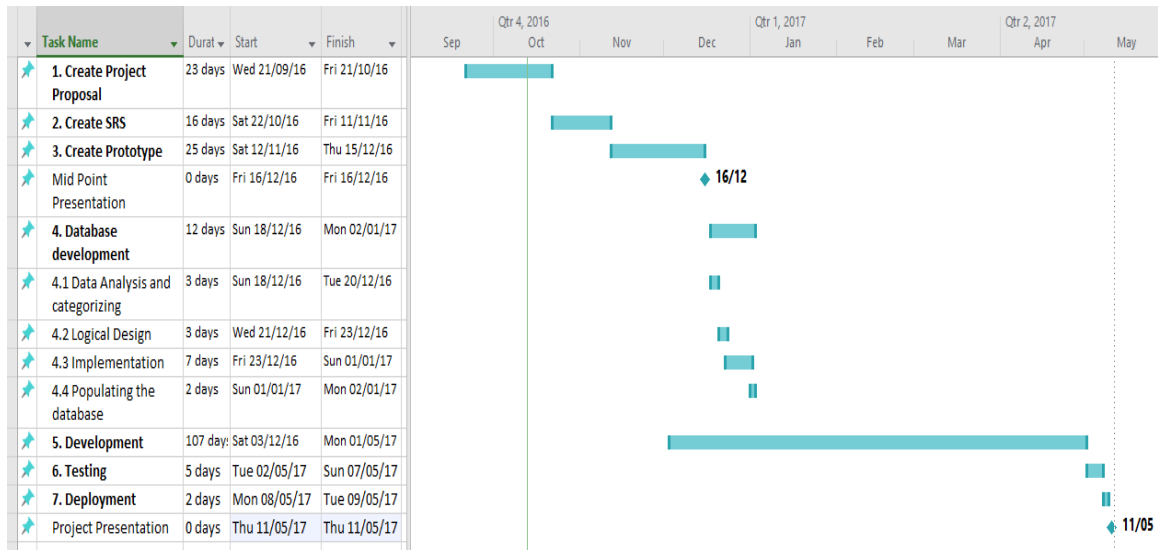 Qtr 4, 2016 Qtr 1, 2017 Qtr 2, 2017
Task Name Durat Start Finish Sep Oct Nov Dec Jan Feb Mar Apr May
1. Create Project 23 days Wed 21/09/16 Fri 21/10/16
Proposal
2. Create SRS 16 days Sat 22/10/16 Fri 11/11/16
3. Create Prototype 25 days Sat 12/11/16 Thu 15/12/16
Mid Point 0 days Fri 16/12/16 Fri 16/12/16 16/12
Presentation
4. Database 12 days Sun 18/12/16 Mon 02/01/17
development
4.1 Data Analysis and 3 days Sun 18/12/16 Tue 20/12/16
categorizing
4.2 Logical Design 3 days Wed 21/12/16 Fri 23/12/16
4.3 Implementation 7 days Fri 23/12/16 Sun 01/01/17
4.4 Populating the 2 days Sun 01/01/17 Mon 02/01/17
database
5. Development 107 day Sat 03/12/16 Mon 01/05/17
6. Testing 5 days Tue 02/05/17 Sun 07/05/17
7. Deployment 2 days Mon 08/05/17 Tue 09/05/17
Project Presentation 0 days Thu 11/05/17 Thu 11/05/17 11/05